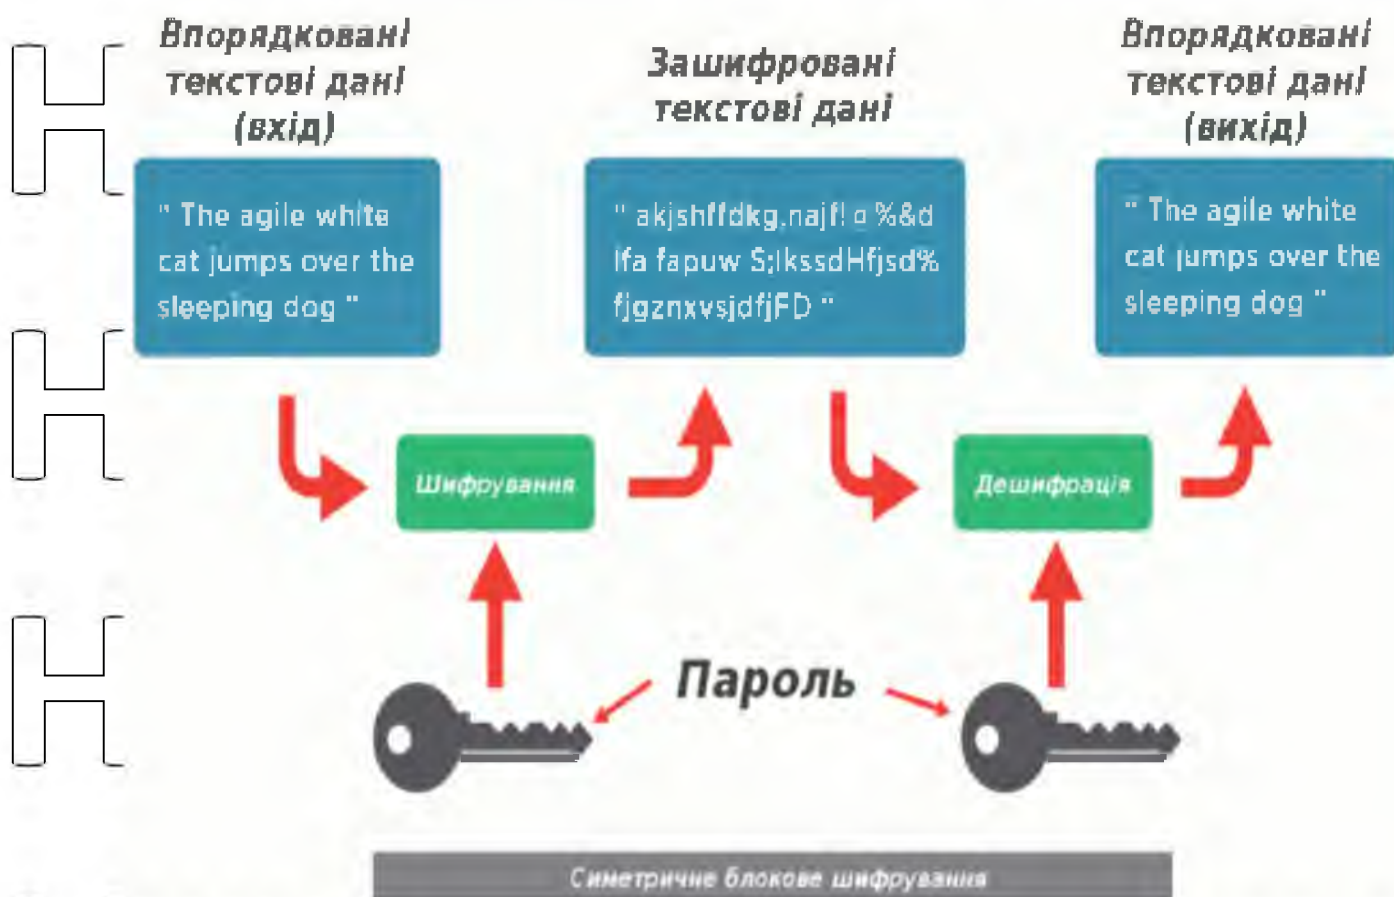 Впорядковані
текстові дані
(вхід)
" The agile white
cat jumps over the
sleeping dog "
Зашифровані
текстові дані
" akjshffdkg,najf!¤%&d
lfa fapuw S;lkssdHfjsd%
fjgznxvsjdfjFD "
Впорядковані
текстові дані
(вихід)
" The agile white
cat jumps over the
sleeping dog "
Шифрування
Дешифрація
Пароль
Симетричне блокове шифрування